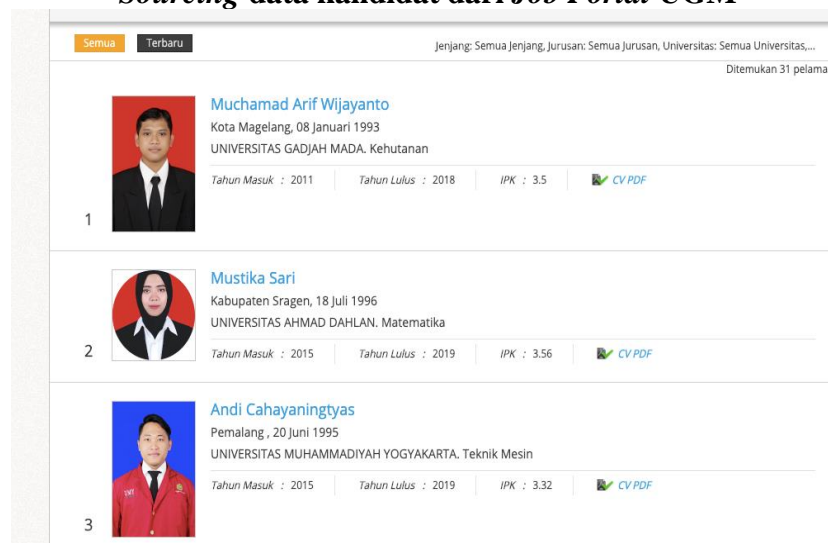 Sourcing data kandidat dari Job Portal UGM
Semua Terbaru Jenjang: Semua Jenjang, Jurusan: Semua Jurusan, Universitas: Semua Universitas,...
Ditemukan 31 pelama
Muchamad Arif Wijayanto
Kota Magelang, 08 Januari 1993
UNIVERSITAS GADJAH MADA. Kehutanan
Tahun Masuk : 2011 Tahun Lulus : 2018 IPK : 3.5 CV PDF
1
Mustika Sari
Kabupaten Sragen, 18 Juli 1996
UNIVERSITAS AHMAD DAHLAN. Matematika
2 Tahun Masuk : 2015 Tahun Lulus : 2019 IPK : 3.56 CV PDF
Andi Cahayaningtyas
Pemalang , 20 Juni 1995
UNIVERSITAS MUHAMMADIYAH YOGYAKARTA. Teknik Mesin
Tahun Masuk : 2015 Tahun Lulus : 2019 IPK : 3.32 CV PDF
3